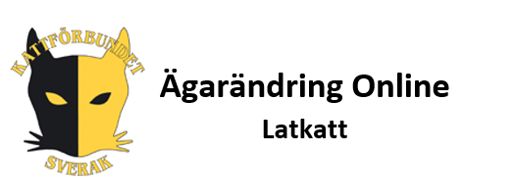 KATTFÖRBUNDET
SVERAK
Ägarändring Online
Latkatt